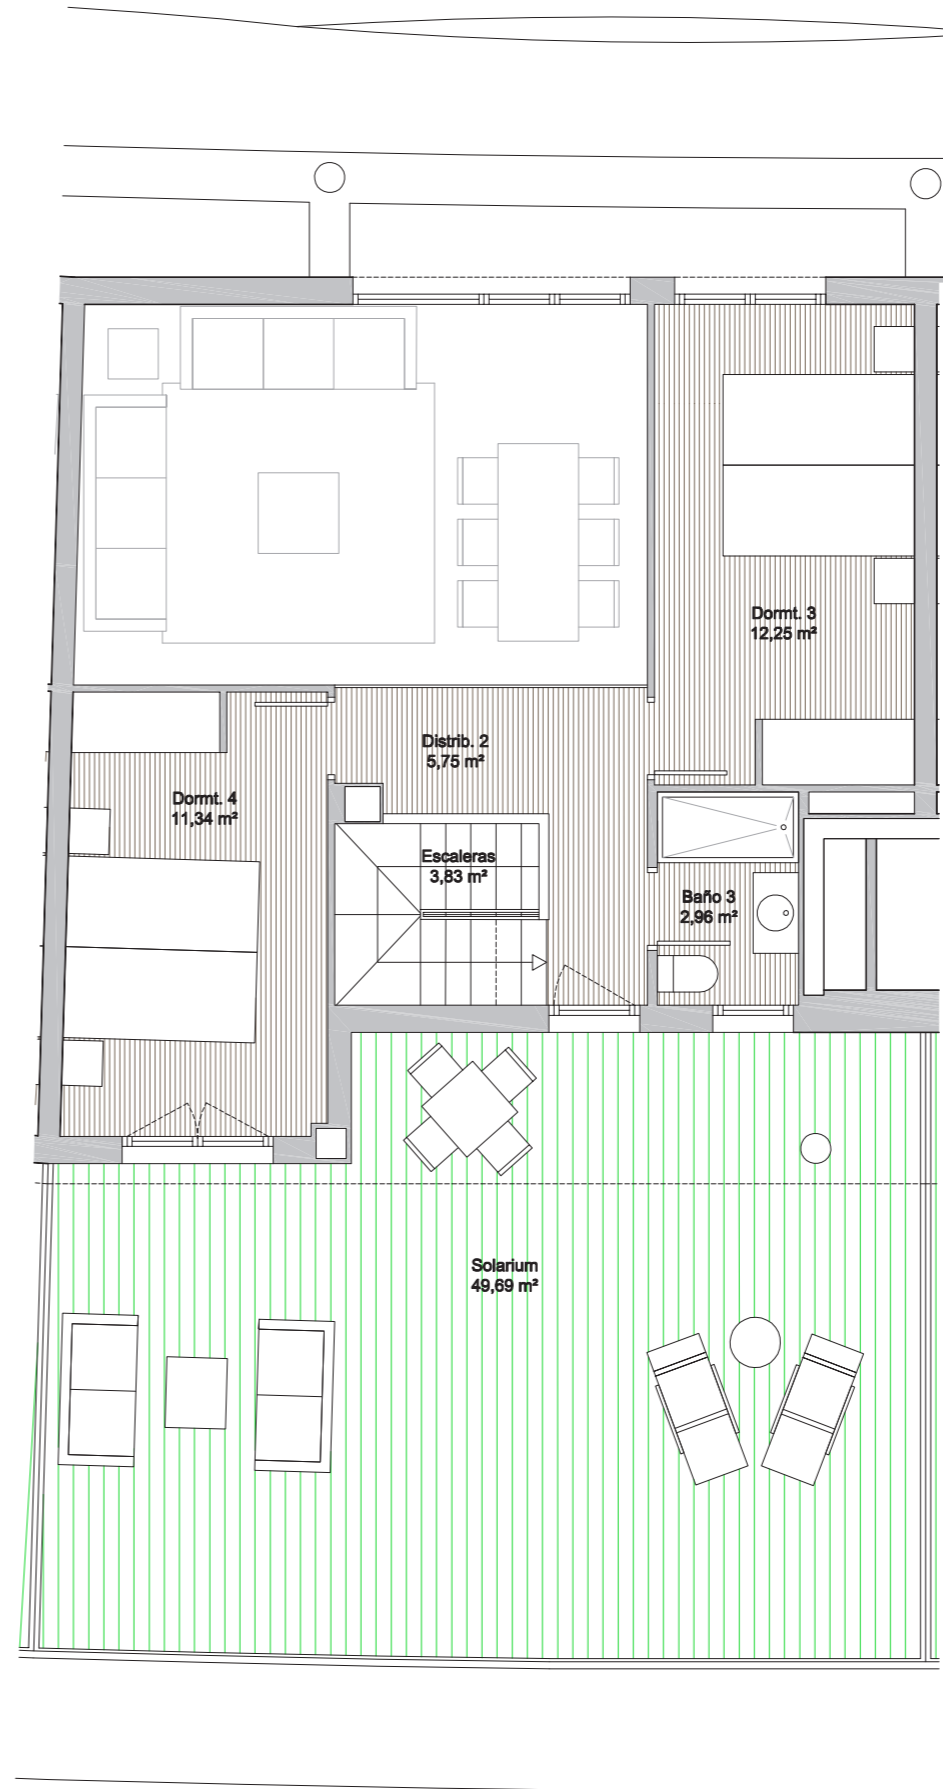 Dormt. 3
12,25 m²
Distrib. 2
5,75 m²
Dormt. 4
11,34 m²
Escaleras
3,83 m²
Baño 3
2,96 m²
Solarium
49,69 m²